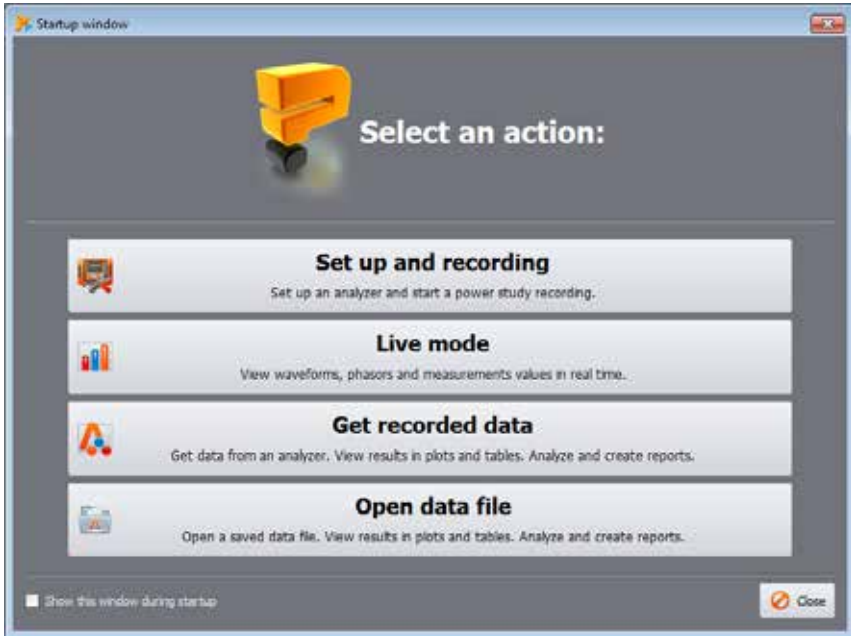 Startup window
Select an action:
Set up and recording
Set up an analyzer and start a power study recording.
Live mode
View waveforms, phasors and measurements values in real time.
Get recorded data
Get data from an analyzer. View results in plots and tables. Analyze and create reports.
Open data file
Open a saved data file. View results in plots and tables. Analyze and create reports.
Show this window during startup
Close